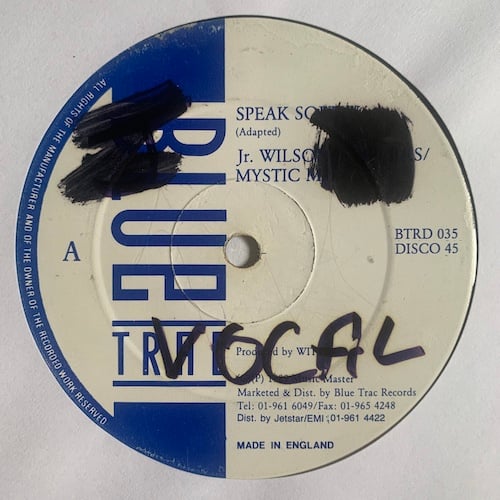 SPEAK
(Adapted)
Jr. WILSO
MYSTIC M
BTRD 035
DISCO 45
A
BLUE
TRAC
VOCAL
Produced by
Marketed & Dist. by Blue Trac Records
Tel: 01-961 6049/Fax: 01-965 4248
Dist. by Jetstar/EMI :01-961 4422
MADE IN ENGLAND
ALL RIGHTS OF THE MANUFACTURER AND OF THE OWNER OF THE RECORDED WORK RESERVED